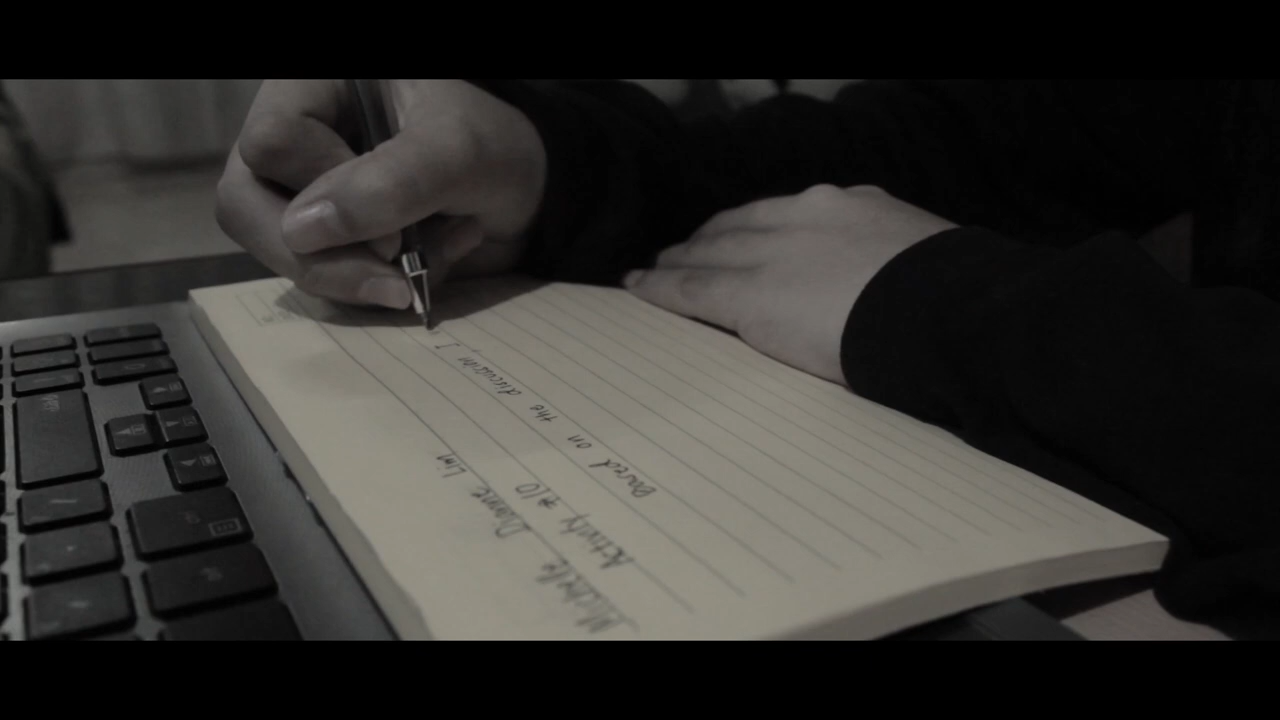 Michelle Dianne Lim
Activity #10
Based on the discussion, I